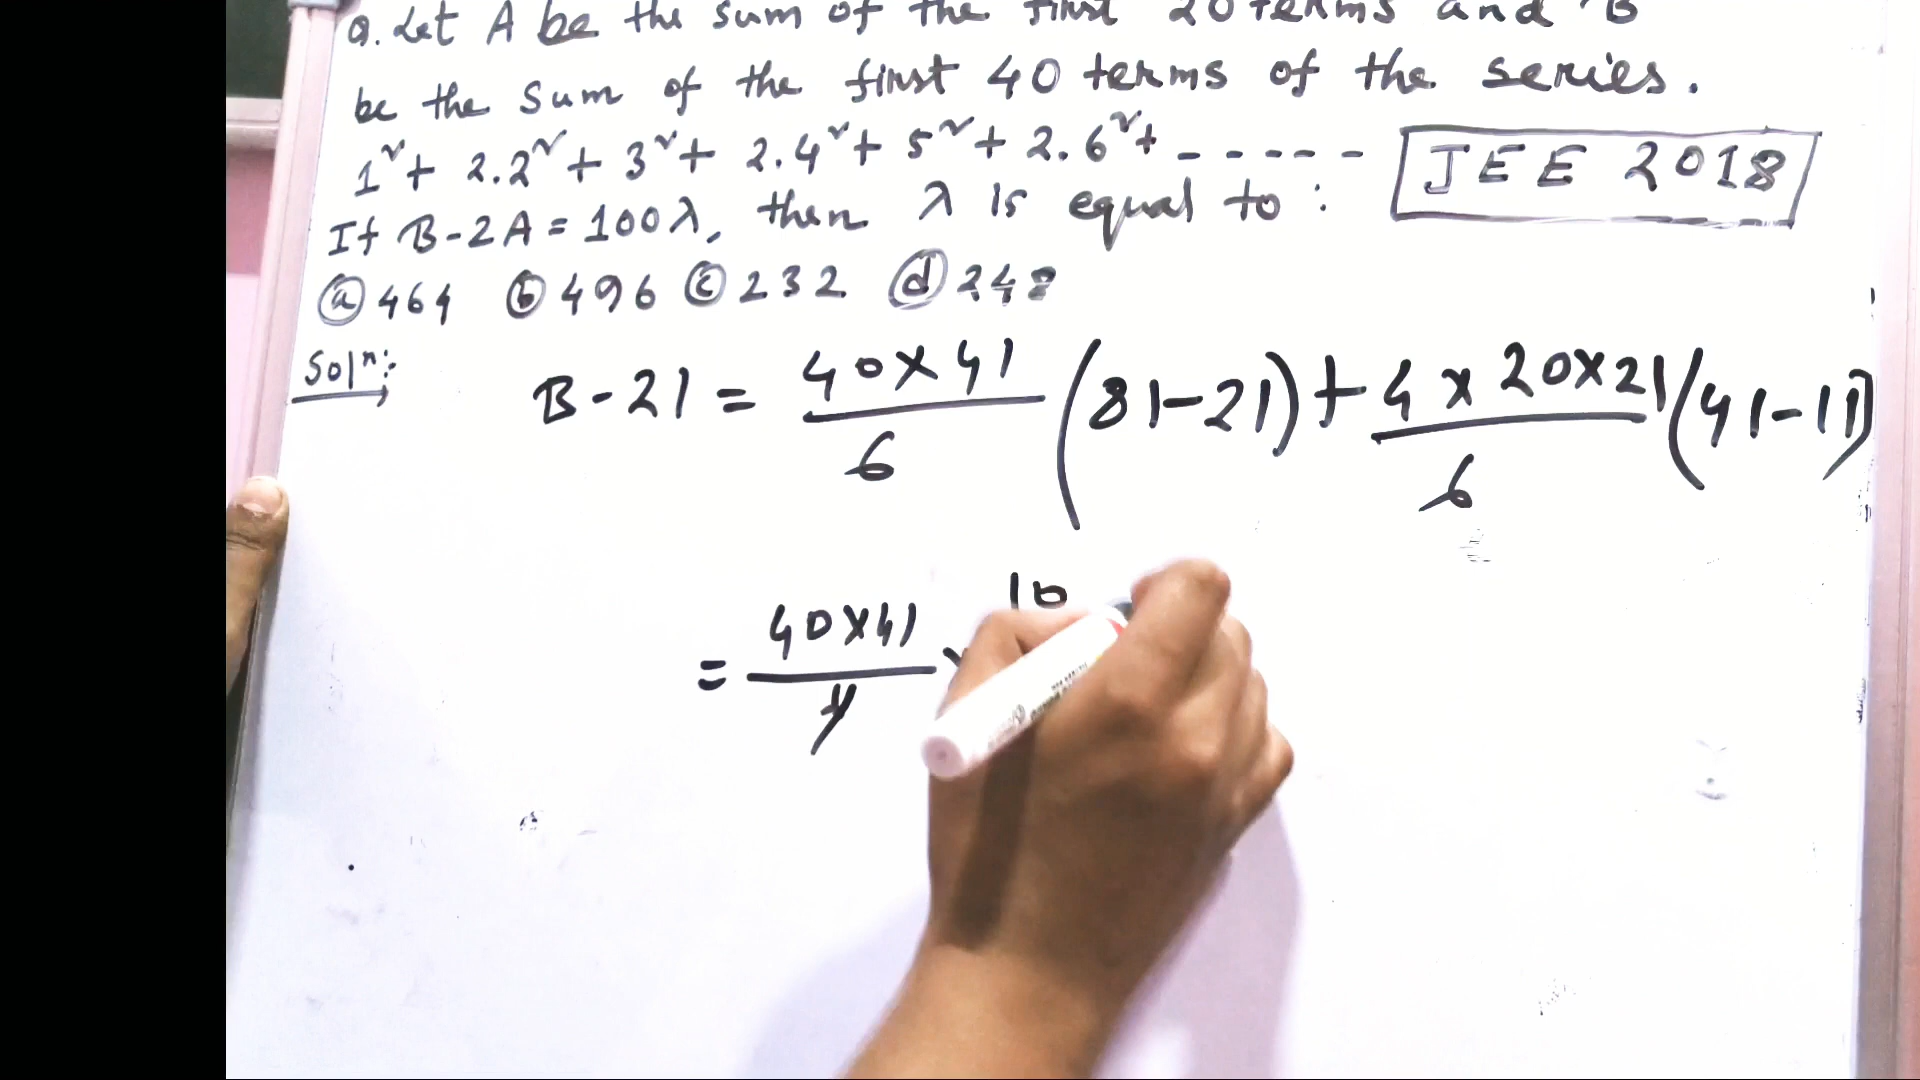 Q. Let A be the sum of the first 20 terms and B
be the sum of the first 40 terms of the series.
1² + 2.2² + 3² + 2.4² + 5² + 2.6² + - - - - -
JEE 2018
If B-2A = 100λ, then λ is equal to :
(a) 464 (b) 496 (c) 232 (d) 248
Solⁿ:
B - 21 = 40×41/6 (81-21) + 4 × 20×21/6 (41-11)
= 40×41/ × 10